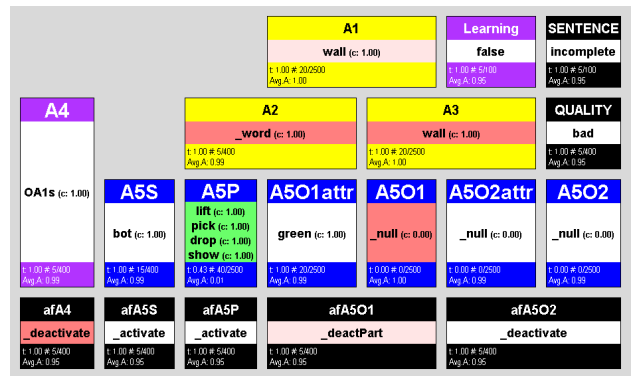 A1
wall (c: 1.00)
t: 1.00 #: 20/2500
Avg.A: 1.00
Learning
false
t: 1.00 #: 5/100
Avg.A: 0.95
SENTENCE
incomplete
t: 1.00 #: 5/100
Avg.A: 0.95
A4
OA1s (c: 1.00)
t: 1.00 #: 5/400
Avg.A: 0.99
A2
_word (c: 1.00)
t: 1.00 #: 5/400
Avg.A: 0.99
A3
wall (c: 1.00)
t: 1.00 #: 20/2500
Avg.A: 1.00
QUALITY
bad
t: 1.00 #: 5/400
Avg.A: 0.95
A5S
bot (c: 1.00)
t: 1.00 #: 15/400
Avg.A: 0.99
A5P
lift (c: 1.00)
pick (c: 1.00)
drop (c: 1.00)
show (c: 1.00)
t: 0.43 #: 40/2500
Avg.A: 0.01
A5O1attr
green (c: 1.00)
t: 1.00 #: 20/2500
Avg.A: 0.99
A5O1
_null (c: 0.00)
t: 0.00 #: 0/2500
Avg.A: 1.00
A5O2attr
_null (c: 0.00)
t: 0.00 #: 0/2500
Avg.A: 0.99
A5O2
_null (c: 0.00)
t: 0.00 #: 0/2500
Avg.A: 0.99
afA4
_deactivate
t: 1.00 #: 5/400
Avg.A: 0.95
afA5S
_activate
t: 1.00 #: 5/400
Avg.A: 0.95
afA5P
_activate
t: 1.00 #: 5/400
Avg.A: 0.95
afA5O1
_deactPart
t: 1.00 #: 5/400
Avg.A: 0.95
afA5O2
_deactivate
t: 1.00 #: 5/400
Avg.A: 0.95